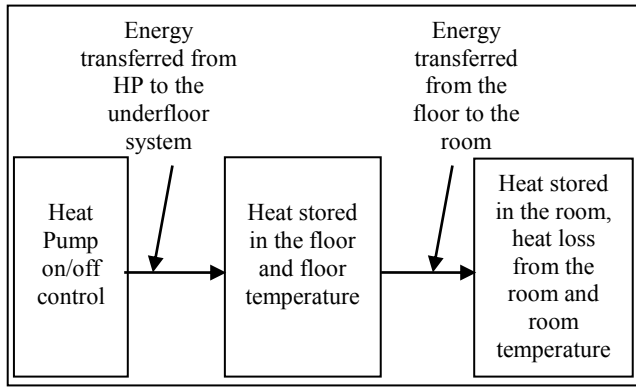 Energy
transferred from
HP to the
underfloor
system
Energy
transferred
from the
floor to the
room
Heat
Pump
on/off
control
Heat stored
in the floor
and floor
temperature
Heat stored
in the room,
heat loss
from the
room and
room
temperature